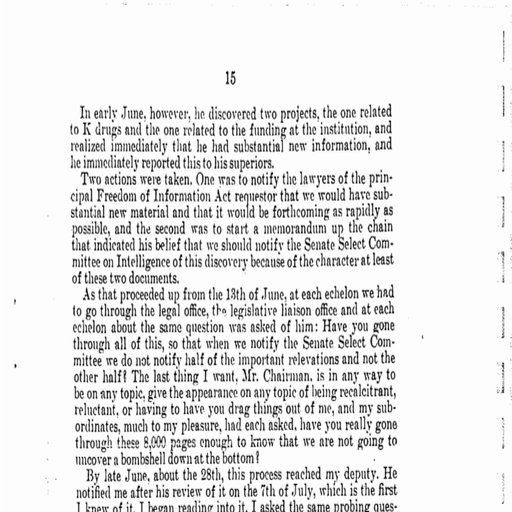 15
In early June, however, he discovered two projects, the one related
to K drugs and the one related to the funding at the institution, and
realized immediately that he had substantial new information, and
he immediately reported this to his superiors.
Two actions were taken. One was to notify the lawyers of the prin-
cipal Freedom of Information Act requestor that we would have sub-
stantial new material and that it would be forthcoming as rapidly as
possible, and the second was to start a memorandum up the chain
that indicated his belief that we should notify the Senate Select Com-
mittee on Intelligence of this discovery because of the character at least
of these two documents.
As that proceeded up from the 13th of June, at each echelon we had
to go through the legal office, the legislative liaison office and at each
echelon about the same question was asked of him: Have you gone
through all of this, so that when we notify the Senate Select Com-
mittee we do not notify half of the important relevations and not the
other half? The last thing I want, Mr. Chairman, is in any way to
be on any topic, give the appearance on any topic of being recalcitrant,
reluctant, or having to have you drag things out of me, and my sub-
ordinates, much to my pleasure, had each asked, have you really gone
through these 8,000 pages enough to know that we are not going to
uncover a bombshell down at the bottom?
By late June, about the 28th, this process reached my deputy. He
notified me after his review of it on the 7th of July, which is the first
I knew of it. I began reading into it. I asked the same probing ques-